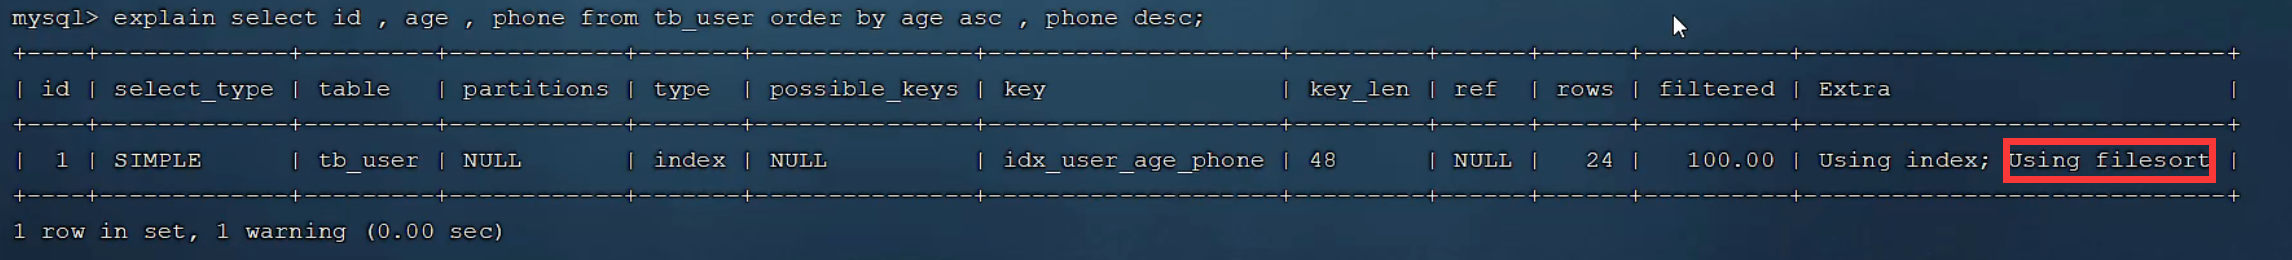 mysql> explain select id , age , phone from tb_user order by age asc , phone desc;
+----+-------------+---------+------------+-------+---------------+--------------------+---------+------+------+----------+-----------------------------+
| id | select_type | table   | partitions | type  | possible_keys | key                | key_len | ref  | rows | filtered | Extra                       |
+----+-------------+---------+------------+-------+---------------+--------------------+---------+------+------+----------+-----------------------------+
|  1 | SIMPLE      | tb_user | NULL       | index | NULL          | idx_user_age_phone | 48      | NULL |   24 |   100.00 | Using index; Using filesort |
+----+-------------+---------+------------+-------+---------------+--------------------+---------+------+------+----------+-----------------------------+
1 row in set, 1 warning (0.00 sec)